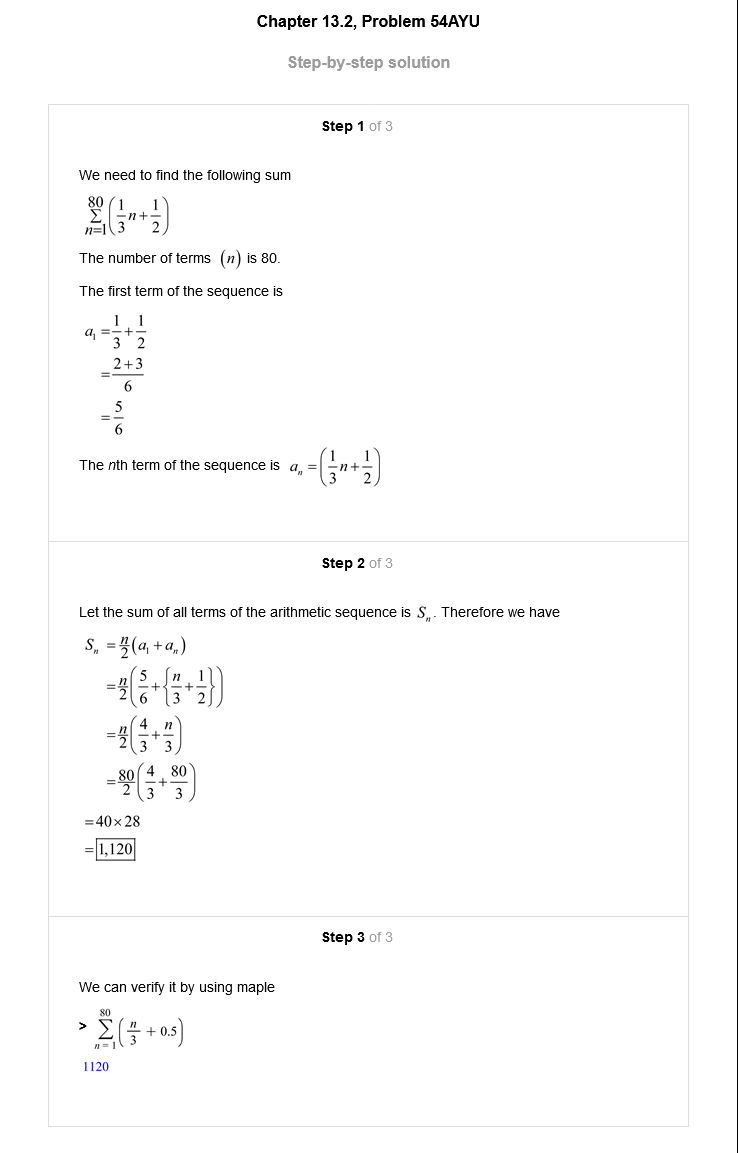 Chapter 13.2, Problem 54AYU
Step-by-step solution
Step 1 of 3
We need to find the following sum
\sum_{n=1}^{80} \left( \frac{1}{3} n + \frac{1}{2} \right)
The number of terms (n) is 80.
The first term of the sequence is
a_1 = \frac{1}{3} + \frac{1}{2}
= \frac{2+3}{6}
= \frac{5}{6}
The nth term of the sequence is a_n = \left( \frac{1}{3} n + \frac{1}{2} \right)
Step 2 of 3
Let the sum of all terms of the arithmetic sequence is S_n. Therefore we have
S_n = \frac{n}{2} (a_1 + a_n)
= \frac{n}{2} \left( \frac{5}{6} + \left\{ \frac{n}{3} + \frac{1}{2} \right\} \right)
= \frac{n}{2} \left( \frac{4}{3} + \frac{n}{3} \right)
= \frac{80}{2} \left( \frac{4}{3} + \frac{80}{3} \right)
= 40 × 28
= 1,120
Step 3 of 3
We can verify it by using maple
> \sum_{n=1}^{80} \left( \frac{n}{3} + 0.5 \right)
1120